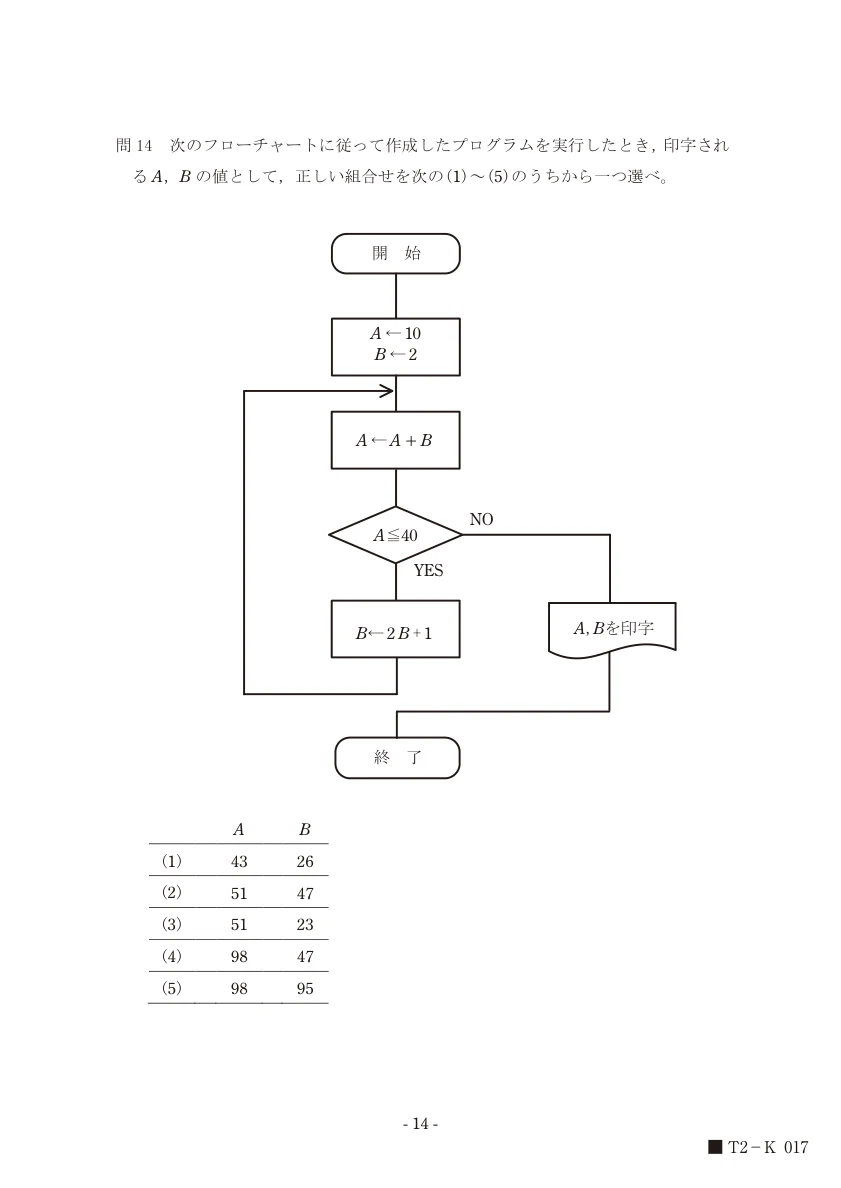 問 14　次のフローチャートに従って作成したプログラムを実行したとき, 印字され
る A, B の値として, 正しい組合せを次の(1)～(5)のうちから一つ選べ。
開　始
A←10
B←2
A←A+B
NO
A≦40
YES
B←2B+1
A,Bを印字
終　了
A　B
(1)　43　26
(2)　51　47
(3)　51　23
(4)　98　47
(5)　98　95
- 14 -
■ T2－K 017